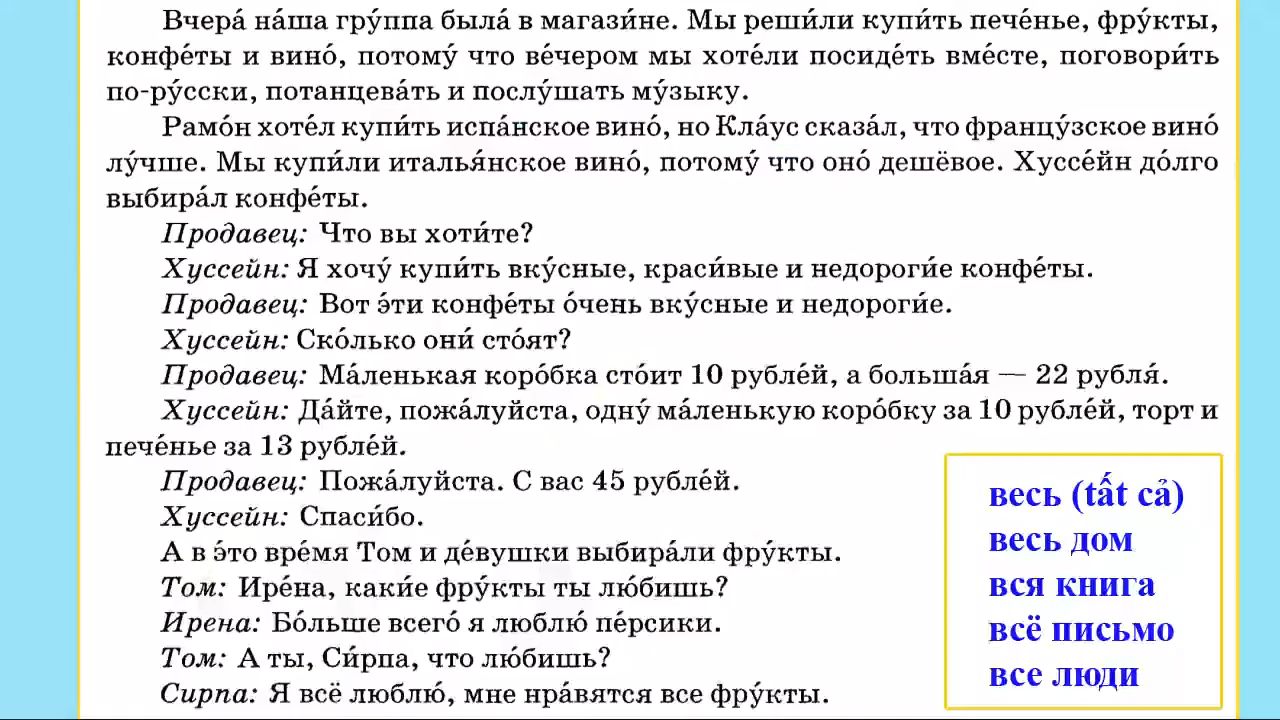 Вчера́ на́ша гру́ппа была́ в магази́не. Мы реши́ли купи́ть пече́нье, фру́кты,
конфе́ты и вино́, потому́ что ве́чером мы хоте́ли посиде́ть вме́сте, поговори́ть
по-ру́сски, потанцева́ть и послу́шать му́зыку.
Рамо́н хоте́л купи́ть испа́нское вино́, но Кла́ус сказа́л, что францу́зское вино́
лу́чше. Мы купи́ли италья́нское вино́, потому́ что оно́ дешёвое. Хуссе́йн до́лго
выбира́л конфе́ты.
Продавец: Что вы хоти́те?
Хуссейн: Я хочу́ купи́ть вку́сные, краси́вые и недороги́е конфе́ты.
Продавец: Вот э́ти конфе́ты о́чень вку́сные и недороги́е.
Хуссейн: Ско́лько они́ сто́ят?
Продавец: Ма́ленькая коро́бка сто́ит 10 рубле́й, а больша́я — 22 рубля́.
Хуссейн: Да́йте, пожа́луйста, одну́ ма́ленькую коро́бку за 10 рубле́й, торт и
пече́нье за 13 рубле́й.
Продавец: Пожа́луйста. С вас 45 рубле́й.
Хуссейн: Спаси́бо.
А в э́то вре́мя Том и де́вушки выбира́ли фру́кты.
Том: Ире́на, каки́е фру́кты ты лю́бишь?
Ирена: Бо́льше всего́ я люблю́ пе́рсики.
Том: А ты, Си́рпа, что лю́бишь?
Сирпа: Я всё люблю́, мне нра́вятся все фру́кты.
весь (tất cả)
весь дом
вся книга
всё письмо
все люди